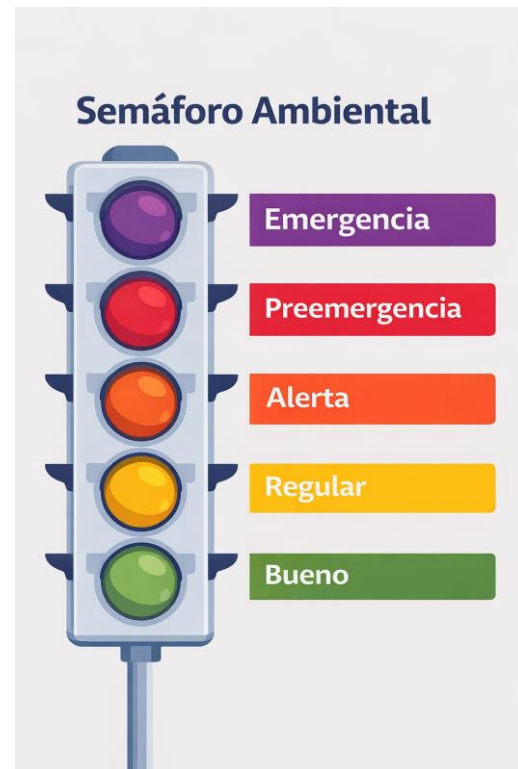 Semáforo Ambiental
Emergencia
Preemergencia
Alerta
Regular
Bueno